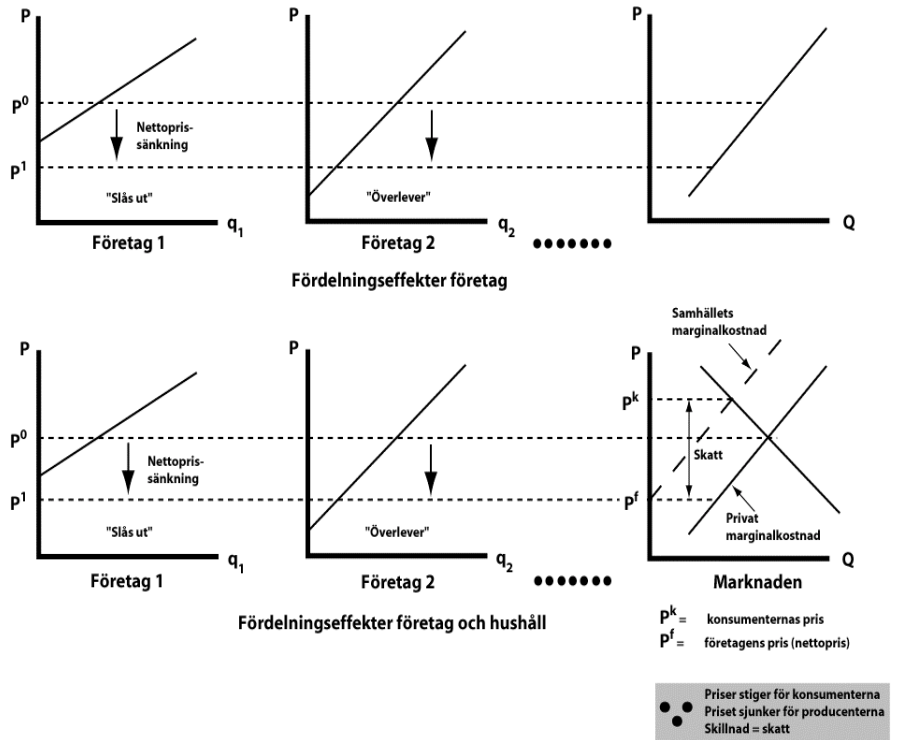 P
P
P
P⁰
Nettopris-
sänkning
P¹
"Slås ut"
"Överlever"
q₁
q₂
Q
Företag 1
Företag 2
Fördelningseffekter företag
Samhällets
marginalkostnad
P
P
P
Pᵏ
P⁰
Nettopris-
sänkning
Skatt
P¹
Pᶠ
Privat
marginalkostnad
"Slås ut"
"Överlever"
q₁
q₂
Q
Företag 1
Företag 2
Marknaden
Fördelningseffekter företag och hushåll
Pᵏ = konsumenternas pris
Pᶠ = företagens pris (nettopris)
Priser stiger för konsumenterna
Priset sjunker för producenterna
Skillnad = skatt